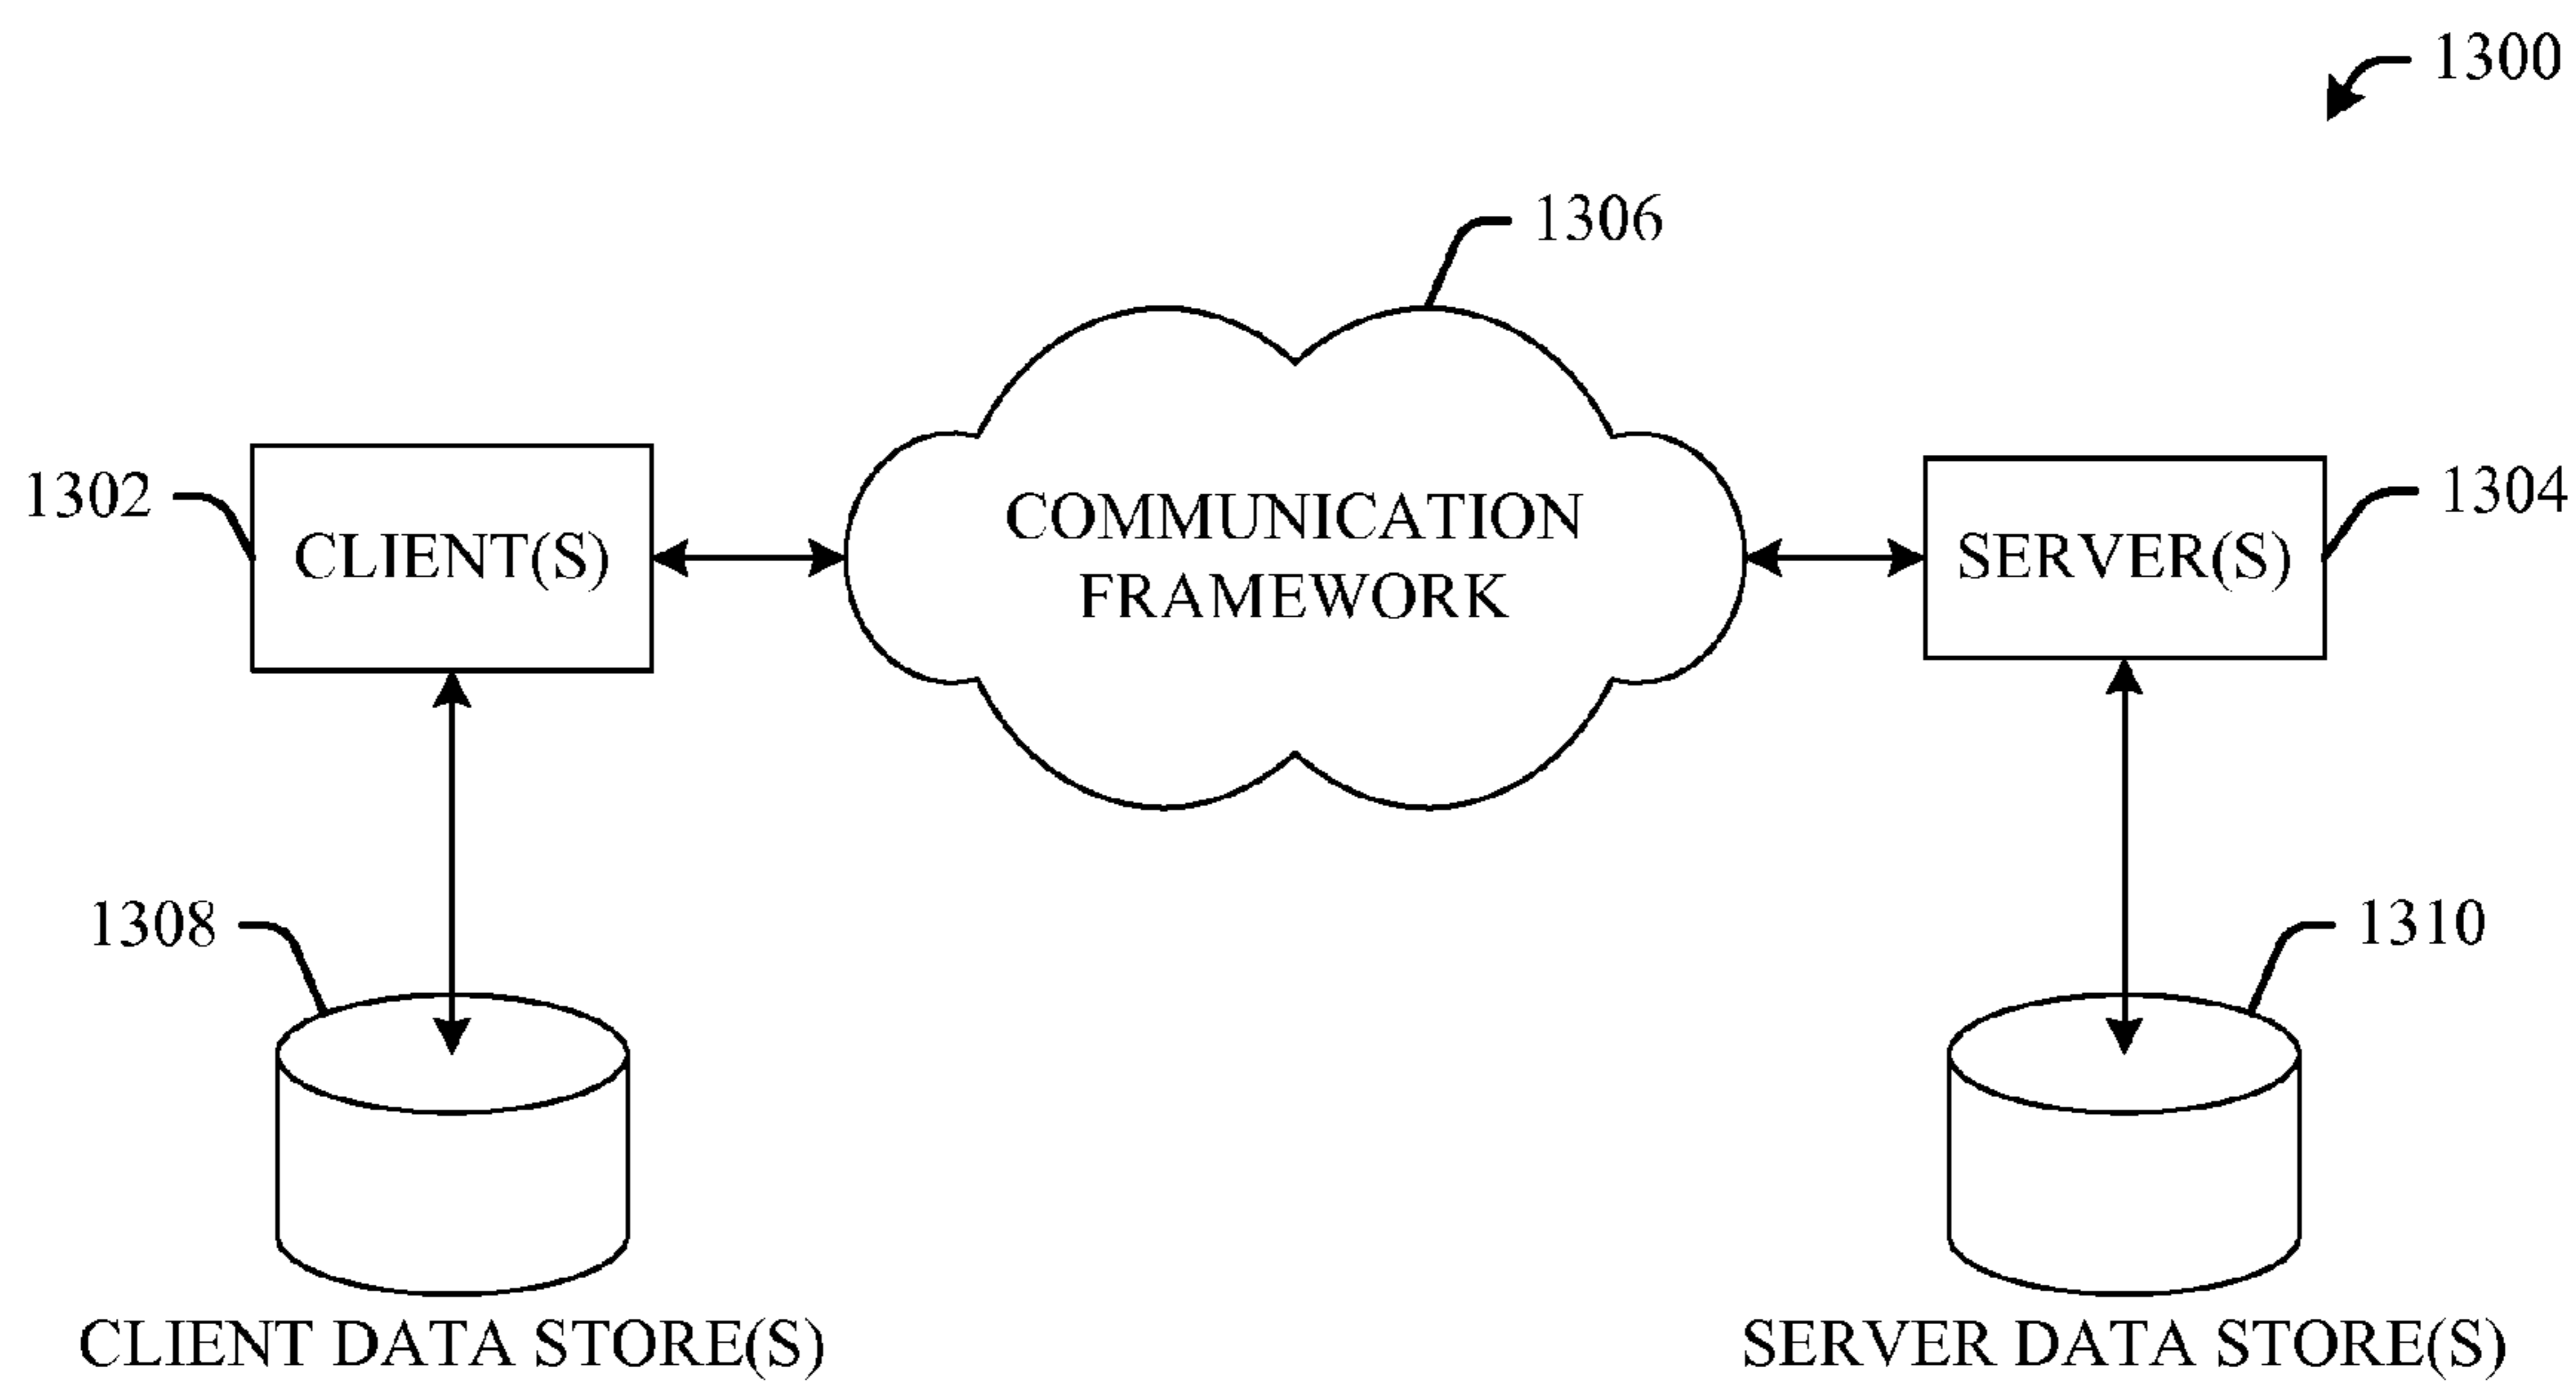 1300
1306
1302
CLIENT(S)
COMMUNICATION
FRAMEWORK
SERVER(S)
1304
1308
1310
CLIENT DATA STORE(S)
SERVER DATA STORE(S)